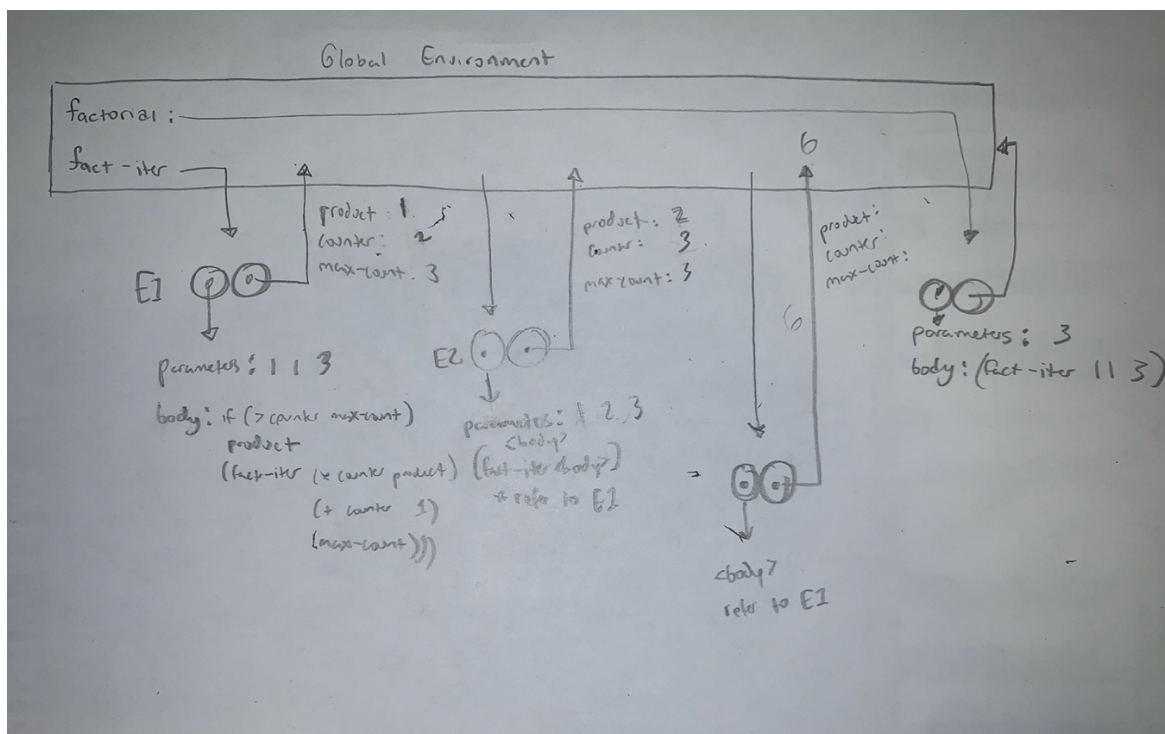 Global Environment
factorial :
fact-iter
6
product : 1
counter : 2
max-count : 3
product : 2
counter : 3
max count : 3
product :
counter :
max-count :
E1
E2
6
parameters : 1 1 3
body : if (> counter max-count)
product
(fact-iter (x counter product)
(+ counter 1)
(max-count)))
parameters : 1 2 3
<body>
(fact-iter <body>)
* refer to E1
<body>
refer to E1
parameters : 3
body : (fact-iter 1 1 3)